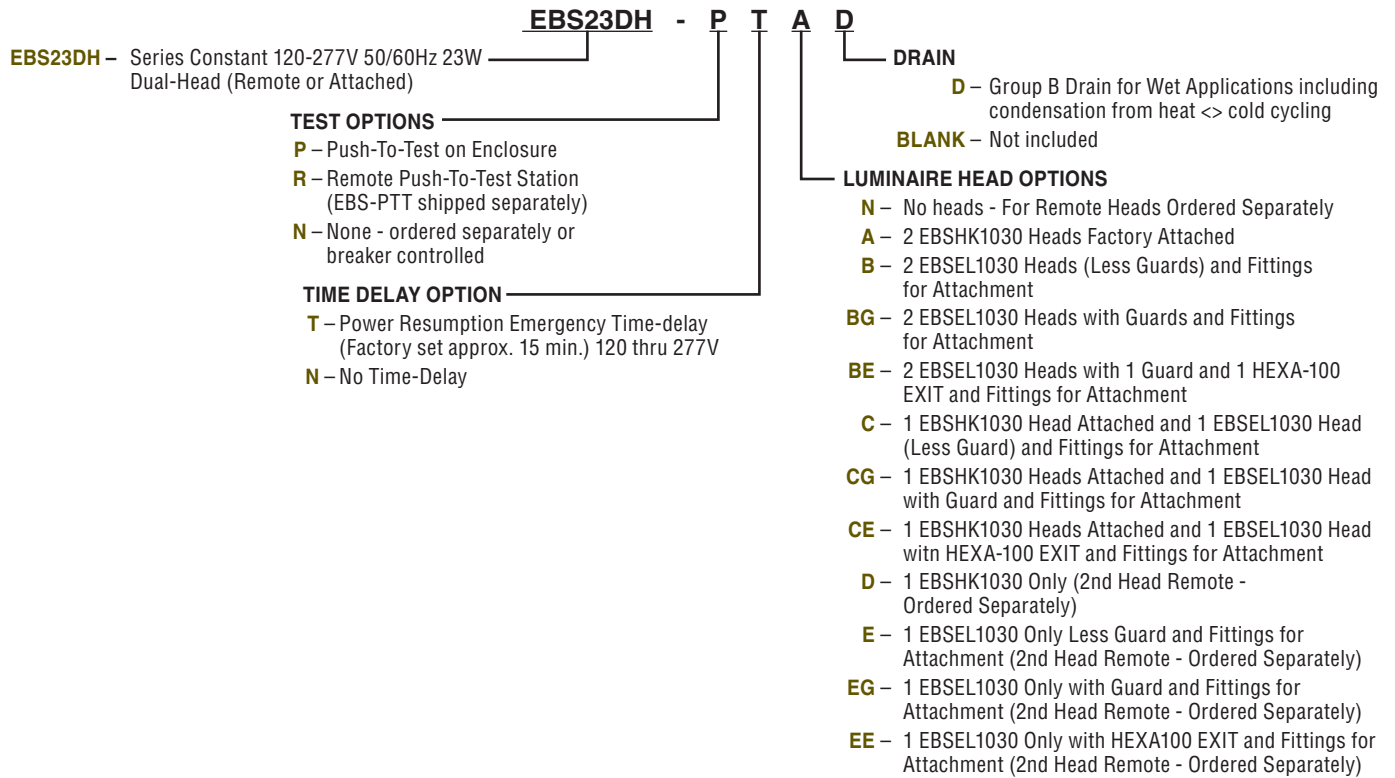 EBS23DH - P T A D
EBS23DH – Series Constant 120-277V 50/60Hz 23W
Dual-Head (Remote or Attached)
TEST OPTIONS
P – Push-To-Test on Enclosure
R – Remote Push-To-Test Station
(EBS-PTT shipped separately)
N – None - ordered separately or
breaker controlled
TIME DELAY OPTION
T – Power Resumption Emergency Time-delay
(Factory set approx. 15 min.) 120 thru 277V
N – No Time-Delay
DRAIN
D – Group B Drain for Wet Applications including
condensation from heat <> cold cycling
BLANK – Not included
LUMINAIRE HEAD OPTIONS
N – No heads - For Remote Heads Ordered Separately
A – 2 EBSHK1030 Heads Factory Attached
B – 2 EBSEL1030 Heads (Less Guards) and Fittings
for Attachment
BG – 2 EBSEL1030 Heads with Guards and Fittings
for Attachment
BE – 2 EBSEL1030 Heads with 1 Guard and 1 HEXA-100
EXIT and Fittings for Attachment
C – 1 EBSHK1030 Head Attached and 1 EBSEL1030 Head
(Less Guard) and Fittings for Attachment
CG – 1 EBSHK1030 Heads Attached and 1 EBSEL1030 Head
with Guard and Fittings for Attachment
CE – 1 EBSHK1030 Heads Attached and 1 EBSEL1030 Head
witn HEXA-100 EXIT and Fittings for Attachment
D – 1 EBSHK1030 Only (2nd Head Remote -
Ordered Separately)
E – 1 EBSEL1030 Only Less Guard and Fittings for
Attachment (2nd Head Remote - Ordered Separately)
EG – 1 EBSEL1030 Only with Guard and Fittings for
Attachment (2nd Head Remote - Ordered Separately)
EE – 1 EBSEL1030 Only with HEXA100 EXIT and Fittings for
Attachment (2nd Head Remote - Ordered Separately)